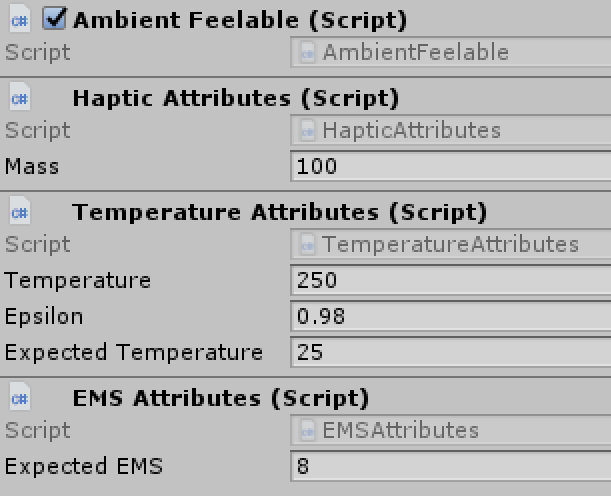 c# Ambient Feelable (Script)
Script c# AmbientFeelable
c# Haptic Attributes (Script)
Script c# HapticAttributes
Mass 100
c# Temperature Attributes (Script)
Script c# TemperatureAttributes
Temperature 250
Epsilon 0.98
Expected Temperature 25
c# EMS Attributes (Script)
Script c# EMSAttributes
Expected EMS 8